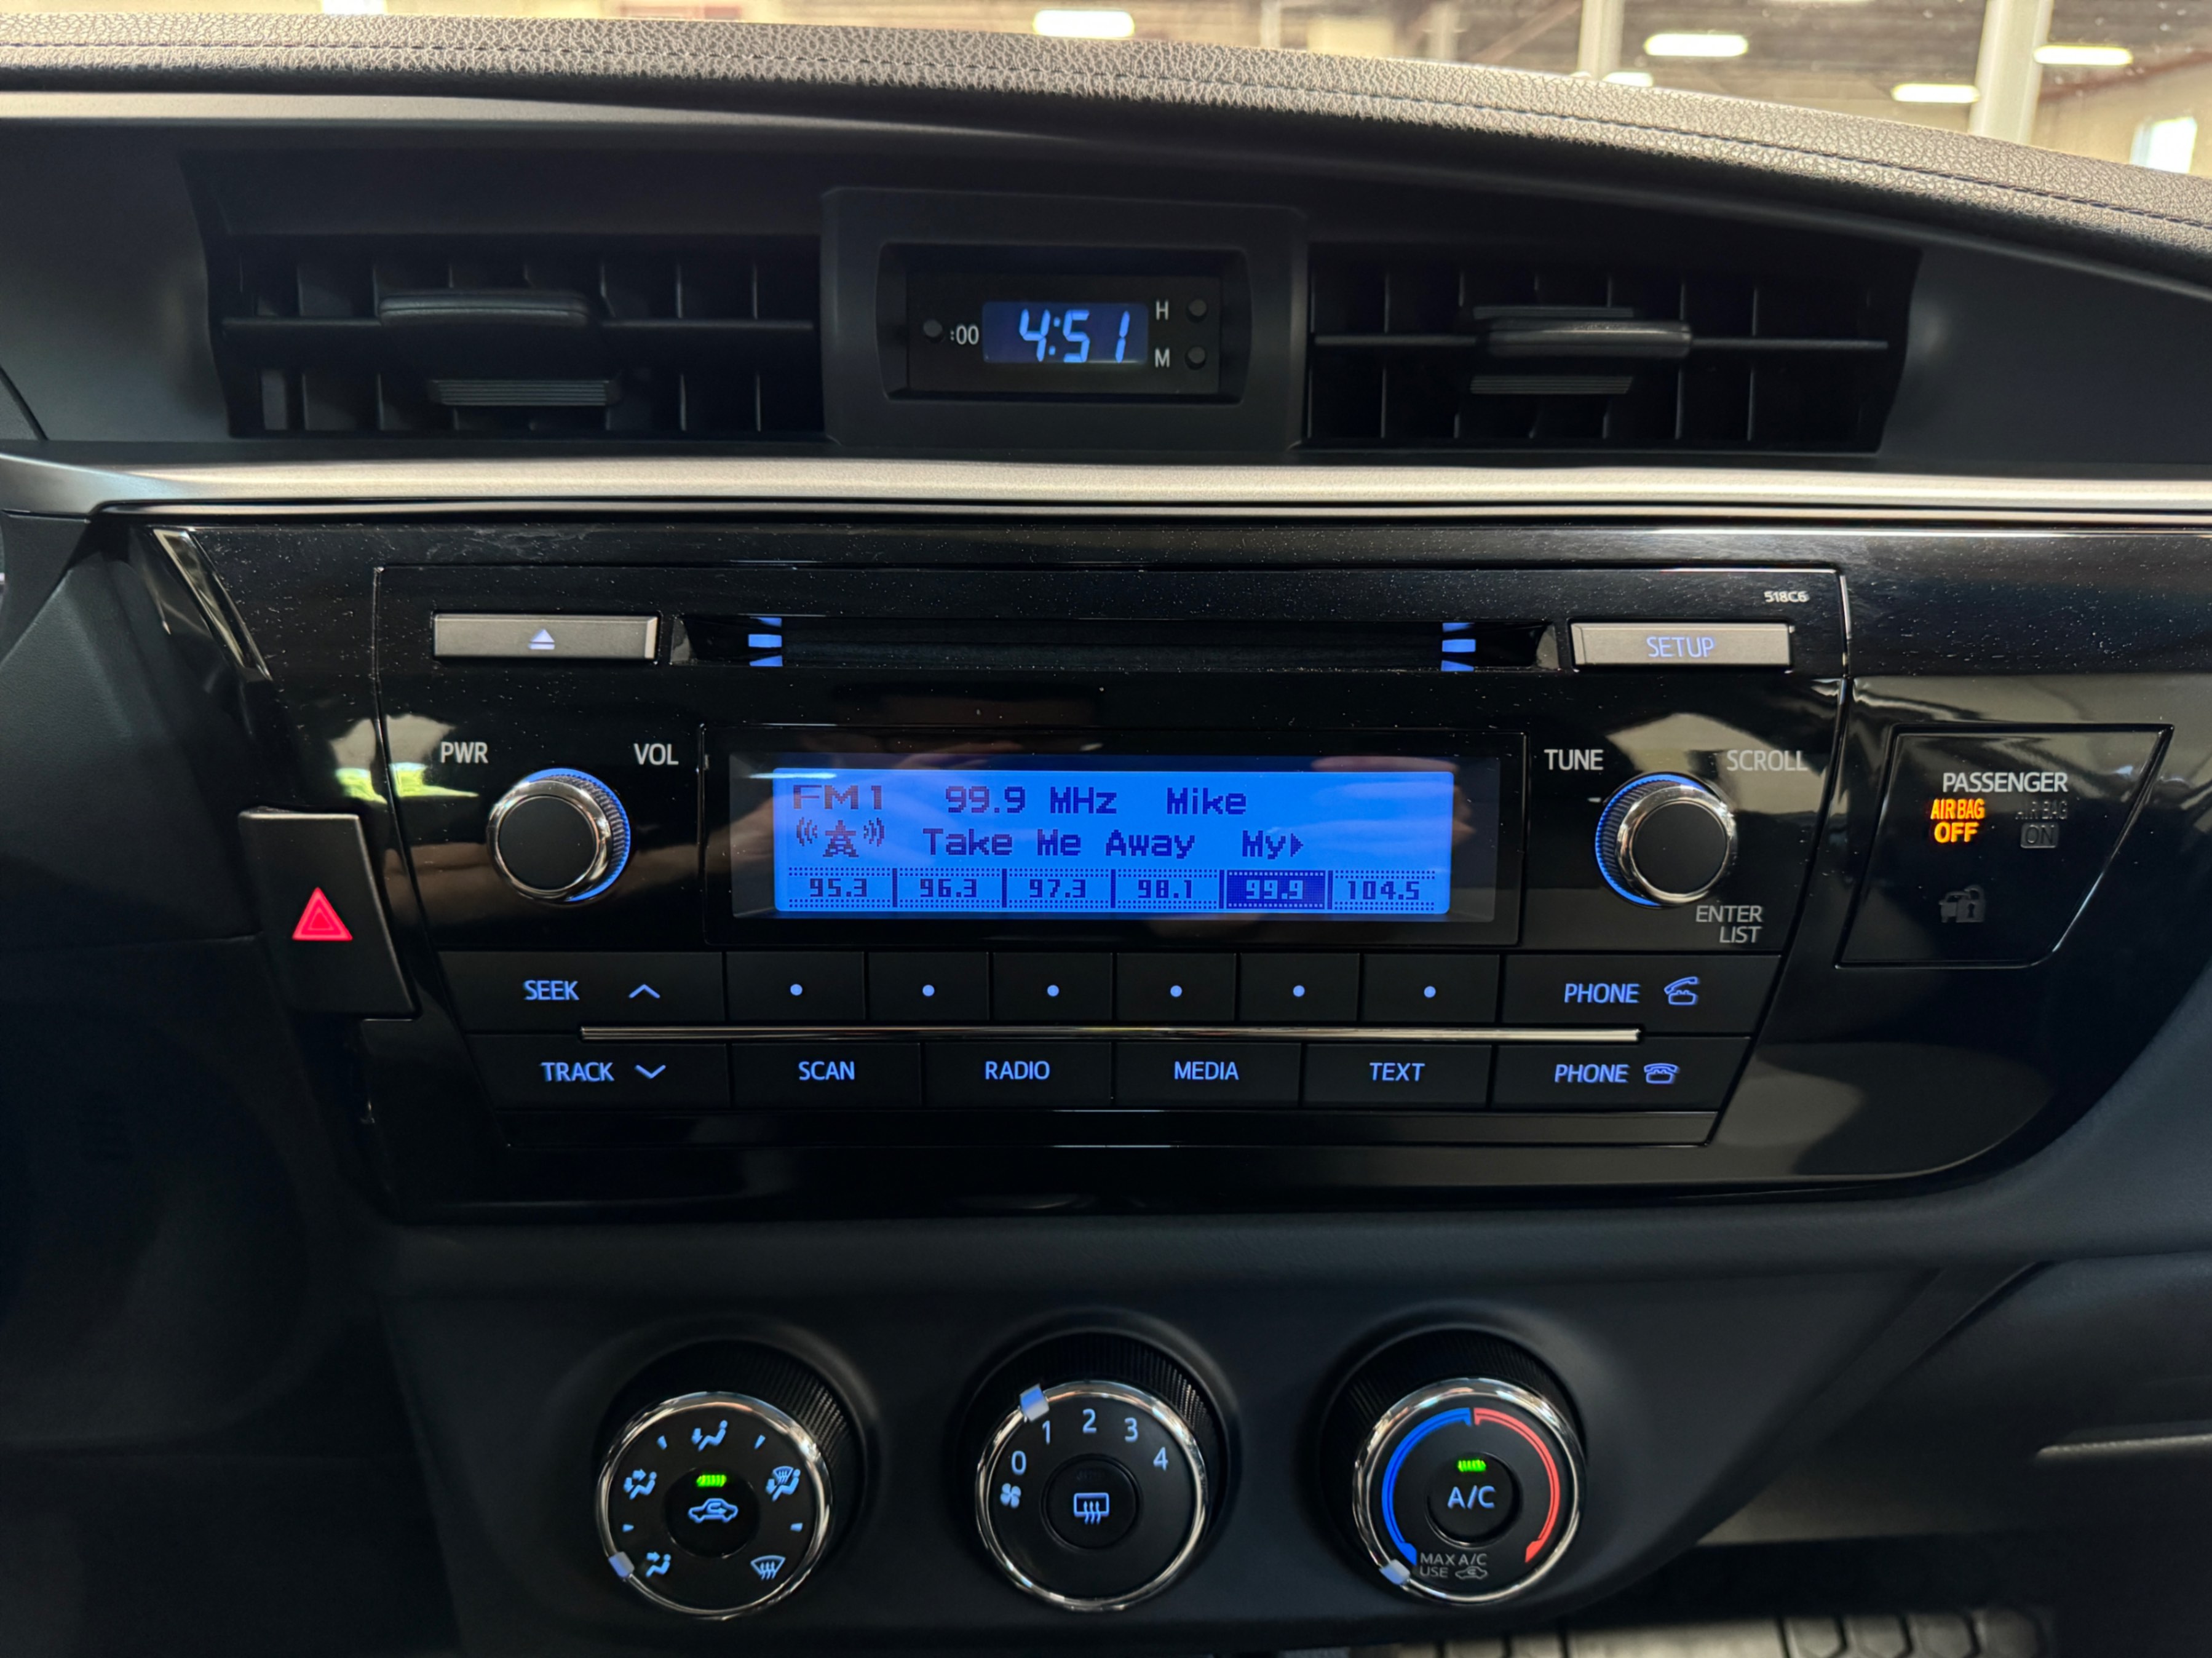 :00
4:51
H
M
518C6
SETUP
PWR
VOL
TUNE
SCROLL
FM1 99.9 MHz Mike
Take Me Away My
95.3 96.3 97.3 98.1 99.9 104.5
ENTER
LIST
PASSENGER
AIR BAG
OFF
AIR BAG
ON
SEEK
PHONE
TRACK
SCAN
RADIO
MEDIA
TEXT
PHONE
0 1 2 3 4
A/C
MAX A/C
USE